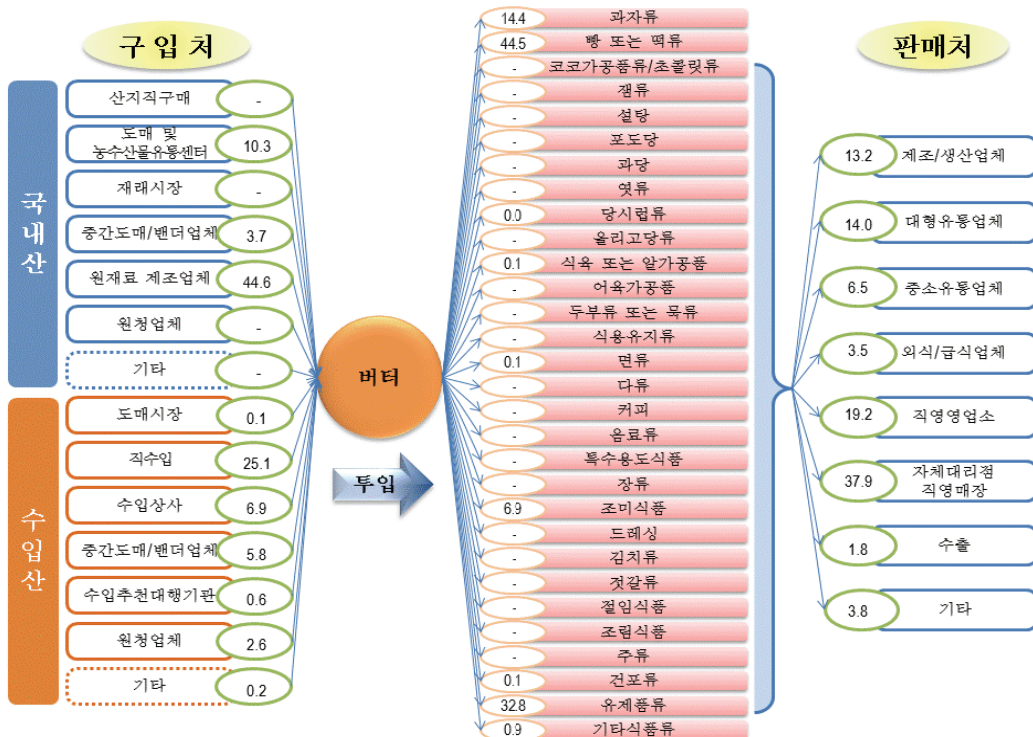 구 입 처
국내산
산지직구매
-
도매 및
농수산물유통센터
10.3
재래시장
-
중간도매/밴더업체
3.7
원재료 제조업체
44.6
원청업체
-
기타
-
수입산
도매시장
0.1
직수입
25.1
수입상사
6.9
중간도매/밴더업체
5.8
수입추천대행기관
0.6
원청업체
2.6
기타
0.2
버터
투입
14.4 과자류
44.5 빵 또는 떡류
- 코코가공품류/초콜릿류
- 잼류
- 설탕
- 포도당
- 과당
- 엿류
0.0 당시럽류
- 올리고당류
0.1 식육 또는 알가공품
- 어육가공품
- 두부류 또는 묵류
- 식용유지류
0.1 면류
- 다류
- 커피
- 음료류
- 특수용도식품
- 장류
6.9 조미식품
- 드레싱
- 김치류
- 젓갈류
- 절임식품
- 조림식품
- 주류
0.1 건포류
32.8 유제품류
0.9 기타식품류
판매처
13.2 제조/생산업체
14.0 대형유통업체
6.5 중소유통업체
3.5 외식/급식업체
19.2 직영영업소
37.9
자체대리점
직영매장
1.8 수출
3.8 기타